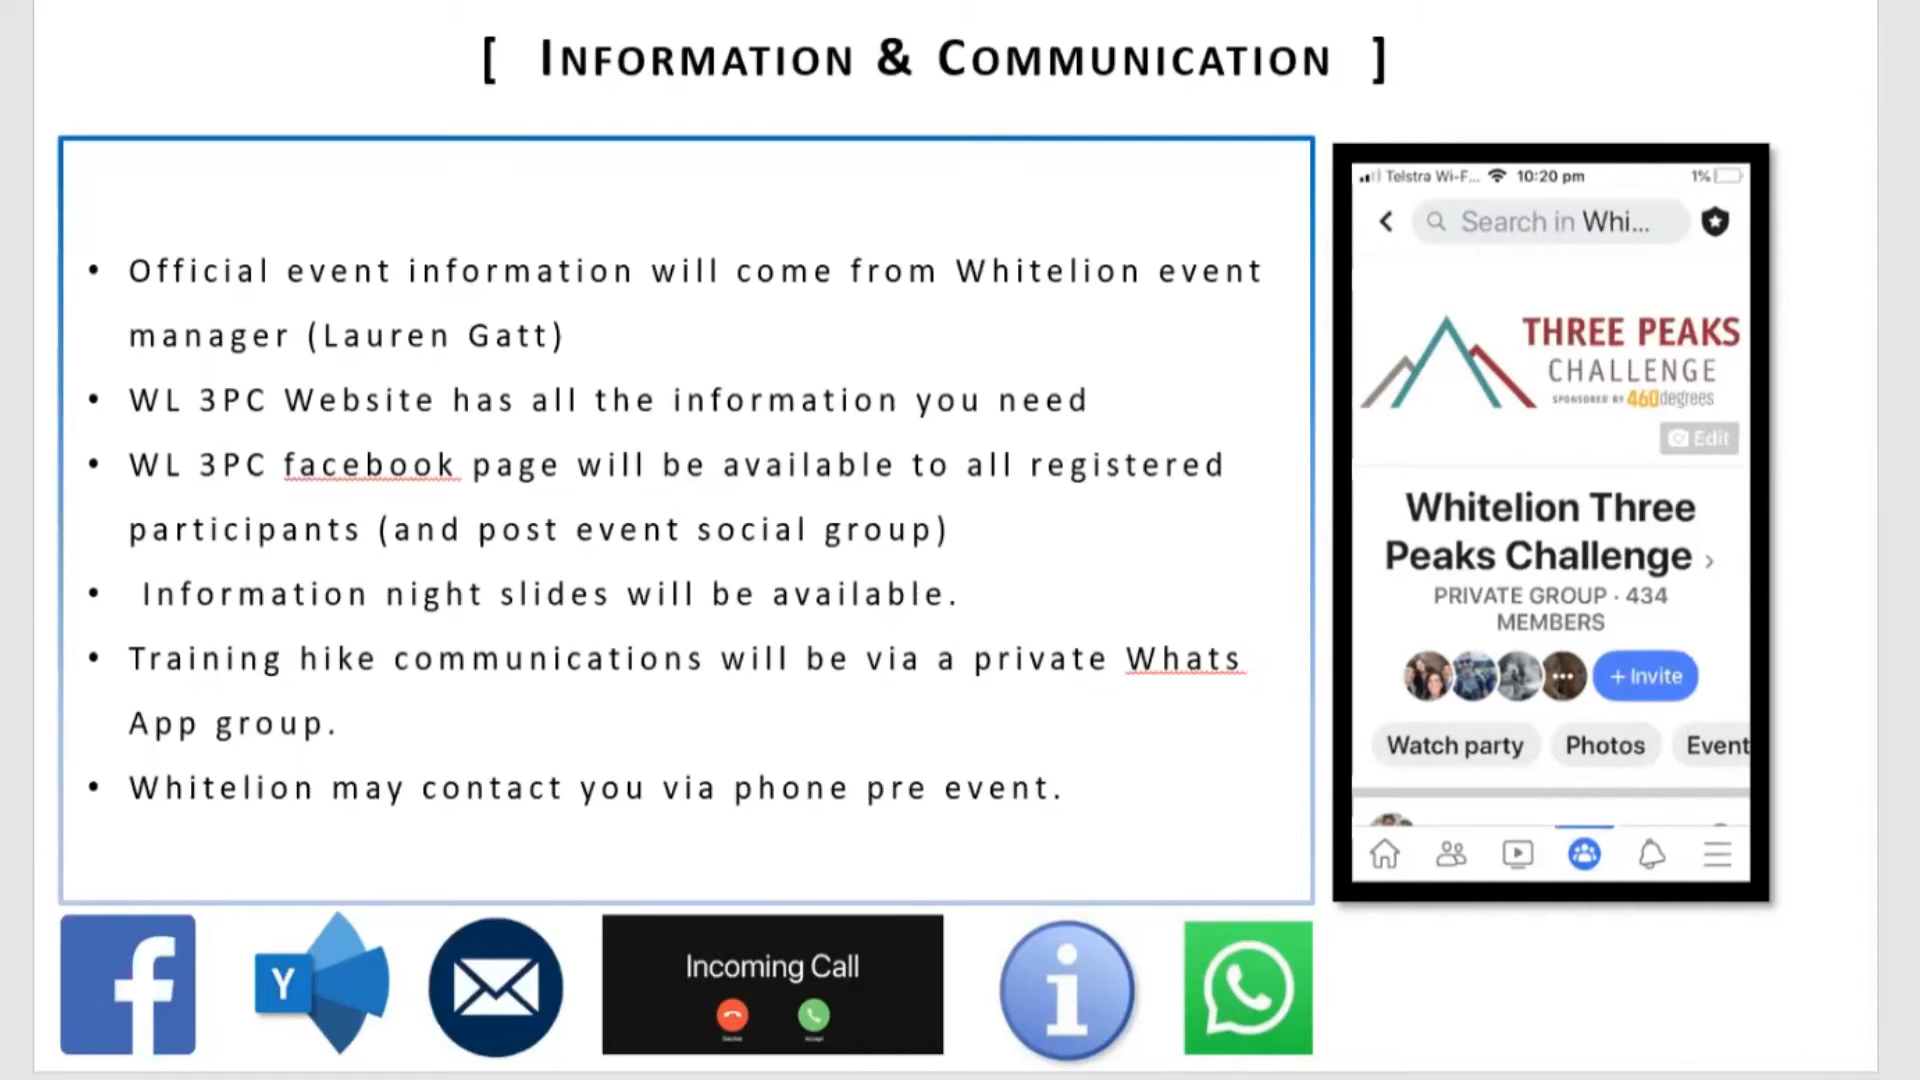 [ INFORMATION & COMMUNICATION ]
• Official event information will come from Whitelion event
manager (Lauren Gatt)
• WL 3PC Website has all the information you need
• WL 3PC facebook page will be available to all registered
participants (and post event social group)
• Information night slides will be available.
• Training hike communications will be via a private Whats
App group.
• Whitelion may contact you via phone pre event.
Telstra Wi-F... 10:20 pm 1%
Search in Whi...
THREE PEAKS
CHALLENGE
SPONSORED BY 460degrees
Edit
Whitelion Three
Peaks Challenge >
PRIVATE GROUP · 434
MEMBERS
+ Invite
Watch party Photos Event
f
Y
Incoming Call
Decline Accept
i